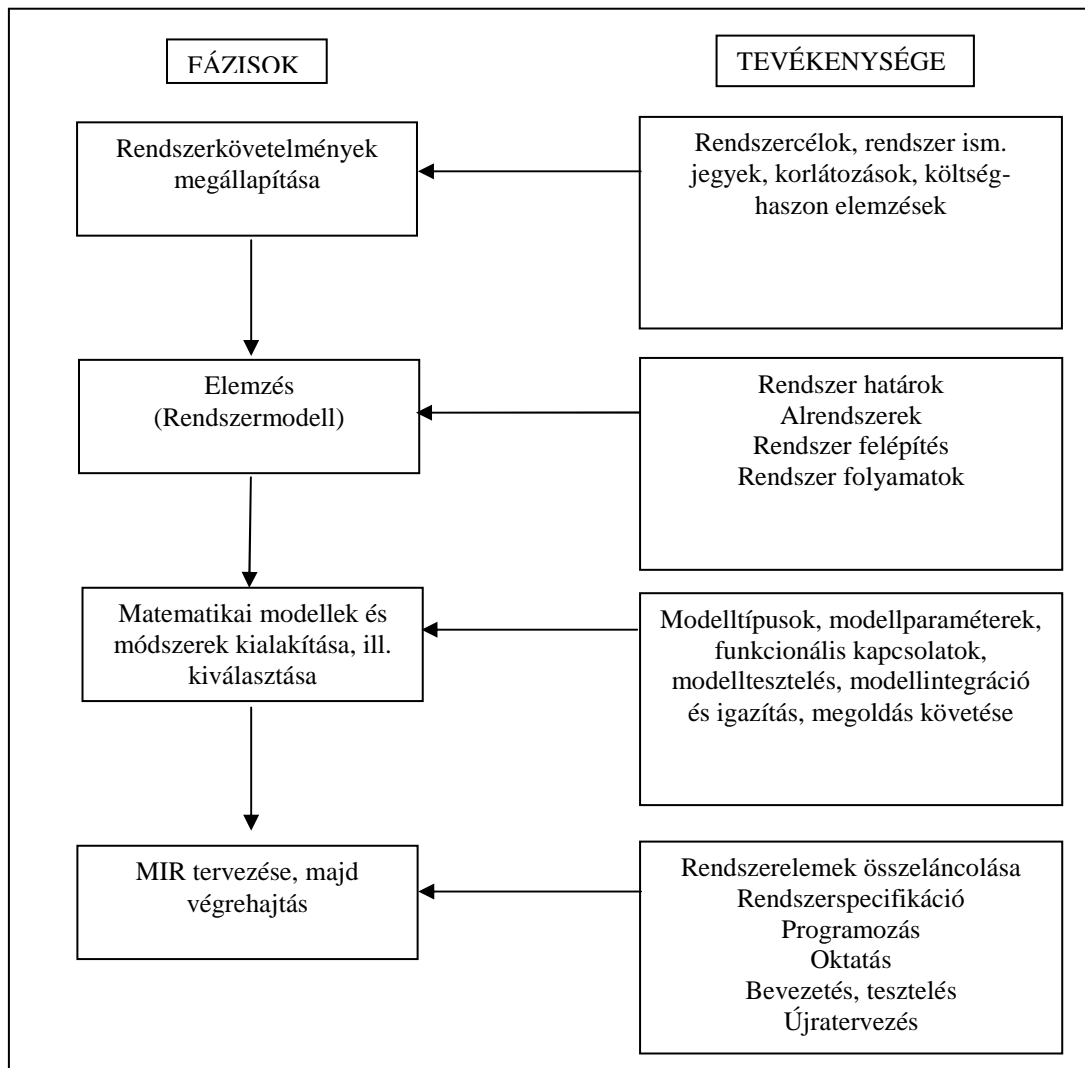 FÁZISOK
TEVÉKENYSÉGE
Rendszerkövetelmények
megállapítása
Rendszercélok, rendszer ism.
jegyek, korlátozások, költség-
haszon elemzések
Elemzés
(Rendszermodell)
Rendszer határok
Alrendszerek
Rendszer felépítés
Rendszer folyamatok
Matematikai modellek és
módszerek kialakítása, ill.
kiválasztása
Modelltípusok, modellparaméterek,
funkcionális kapcsolatok,
modelltesztelés, modellintegráció
és igazítás, megoldás követése
MIR tervezése, majd
végrehajtás
Rendszerelemek összeláncolása
Rendszerspecifikáció
Programozás
Oktatás
Bevezetés, tesztelés
Újratervezés